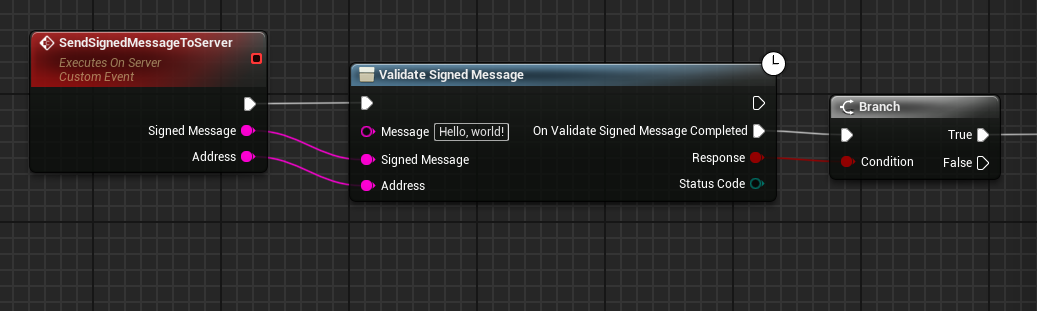 SendSignedMessageToServer
Executes On Server
Custom Event
Signed Message
Address
Validate Signed Message
Message Hello, world!
Signed Message
Address
On Validate Signed Message Completed
Response
Status Code
Branch
Condition
True
False